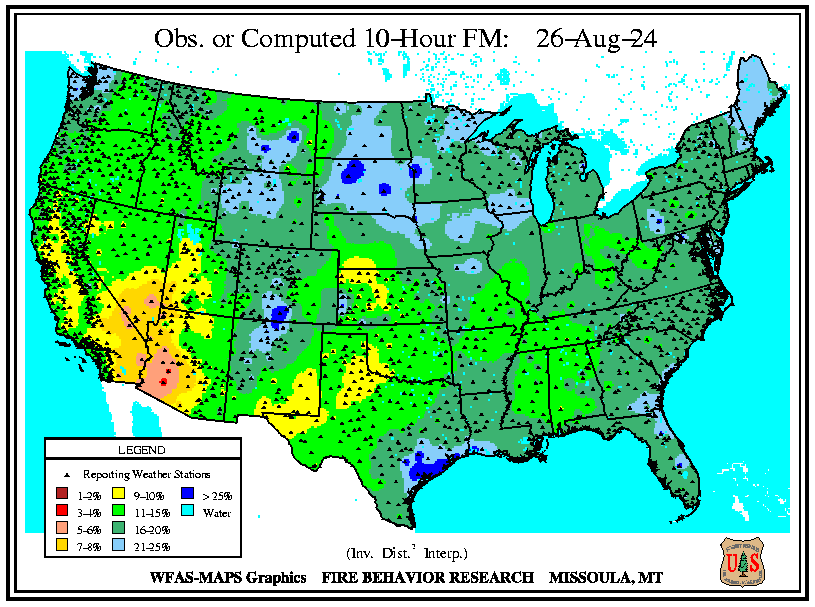 Obs. or Computed 10-Hour FM: 26-Aug-24
LEGEND
Reporting Weather Stations
1-2% 9-10% > 25%
3-4% 11-15% Water
5-6% 16-20%
7-8% 21-25%
(Inv. Dist.² Interp.)
WFAS-MAPS Graphics FIRE BEHAVIOR RESEARCH MISSOULA, MT
U S